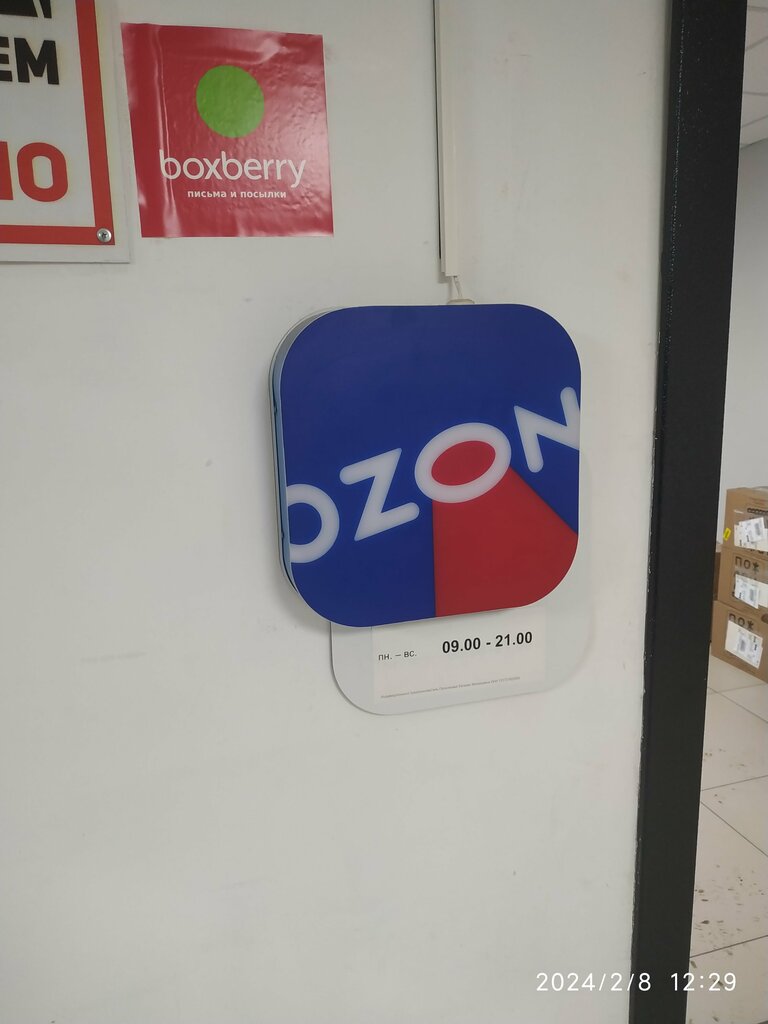 ЕМ
Ю
boxberry
письма и посылки
OZON
пн. – вс. 09.00 - 21.00
2024/2/8 12:29